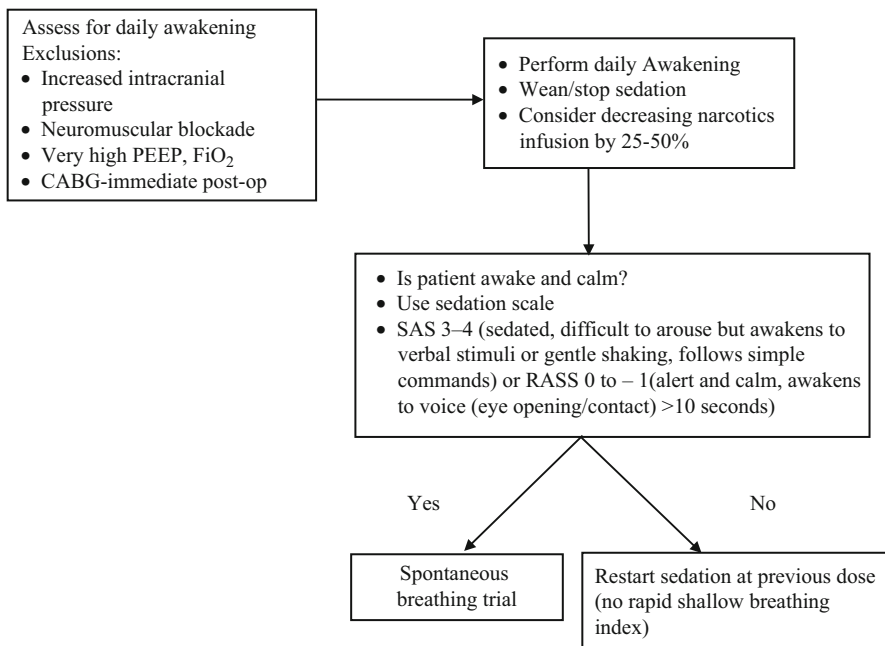 Assess for daily awakening
Exclusions:
• Increased intracranial
pressure
• Neuromuscular blockade
• Very high PEEP, FiO₂
• CABG-immediate post-op
• Perform daily Awakening
• Wean/stop sedation
• Consider decreasing narcotics
infusion by 25-50%
• Is patient awake and calm?
• Use sedation scale
• SAS 3–4 (sedated, difficult to arouse but awakens to
verbal stimuli or gentle shaking, follows simple
commands) or RASS 0 to – 1(alert and calm, awakens
to voice (eye opening/contact) >10 seconds)
Yes
No
Spontaneous
breathing trial
Restart sedation at previous dose
(no rapid shallow breathing
index)